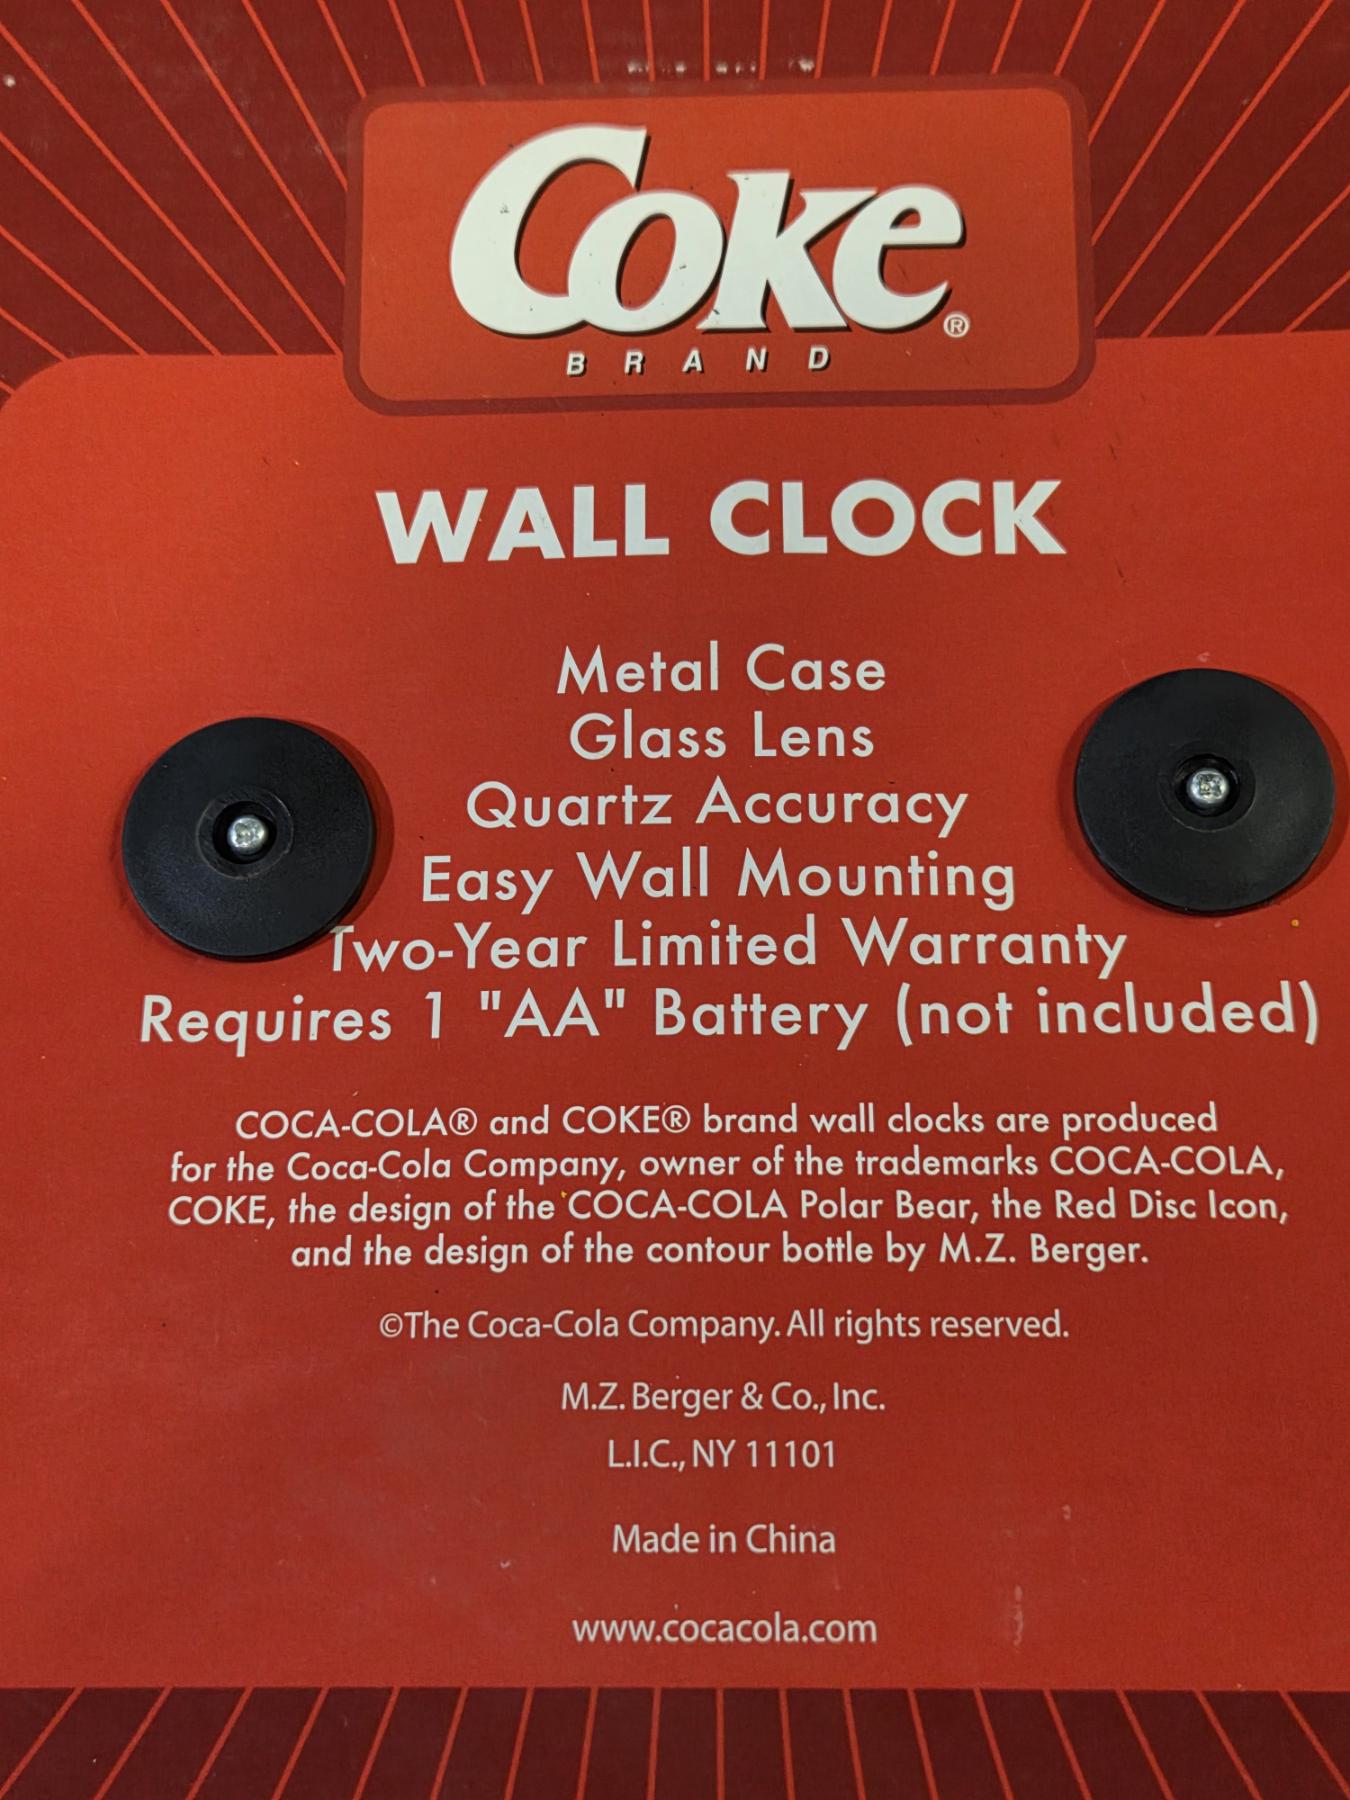 Coke®
BRAND
WALL CLOCK
Metal Case
Glass Lens
Quartz Accuracy
Easy Wall Mounting
Two-Year Limited Warranty
Requires 1 "AA" Battery (not included)
COCA-COLA® and COKE® brand wall clocks are produced
for the Coca-Cola Company, owner of the trademarks COCA-COLA,
COKE, the design of the COCA-COLA Polar Bear, the Red Disc Icon,
and the design of the contour bottle by M.Z. Berger.
©The Coca-Cola Company. All rights reserved.
M.Z. Berger & Co., Inc.
L.I.C., NY 11101
Made in China
www.cocacola.com